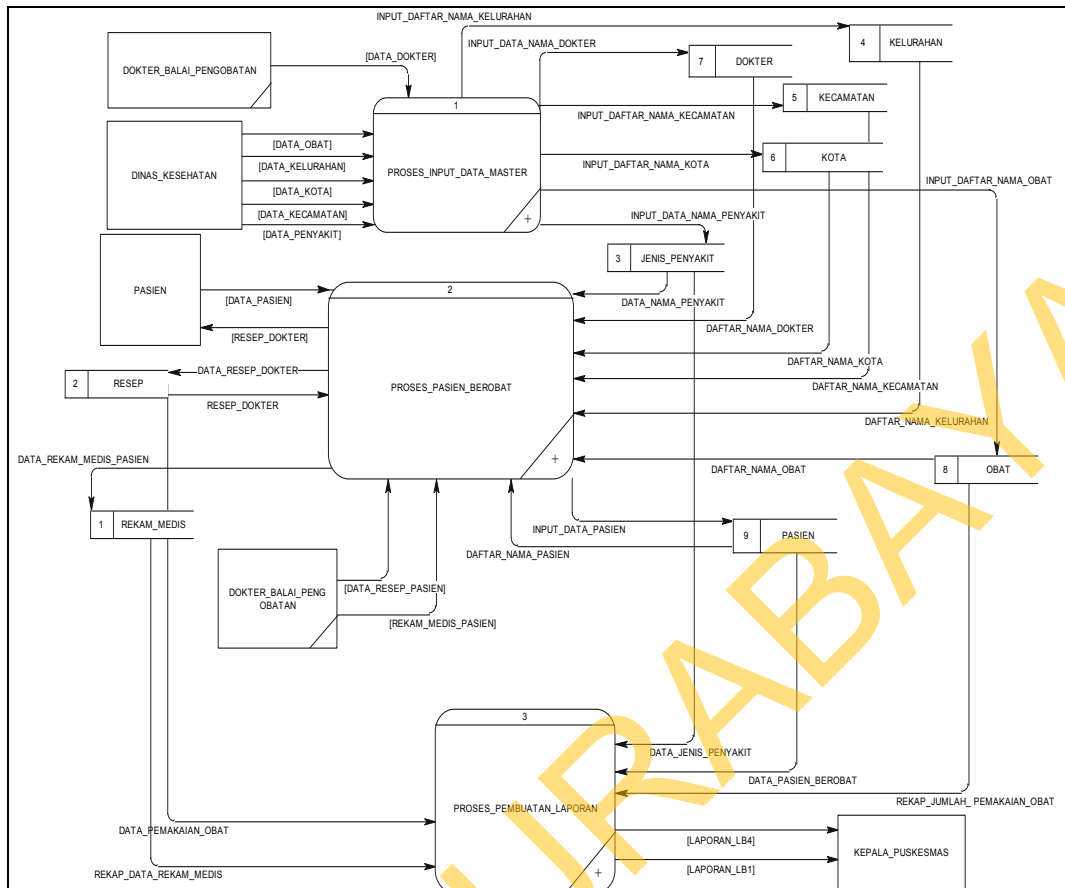 INPUT_DAFTAR_NAMA_KELURAHAN
4 KELURAHAN
INPUT_DATA_NAMA_DOKTER
[DATA_DOKTER]
7 DOKTER
DOKTER_BALAI_PENGOBATAN
5 KECAMATAN
1
INPUT_DAFTAR_NAMA_KECAMATAN
[DATA_OBAT]
6 KOTA
[DATA_KELURAHAN]
PROSES_INPUT_DATA_MASTER
INPUT_DAFTAR_NAMA_KOTA
DINAS_KESEHATAN
INPUT_DAFTAR_NAMA_OBAT
[DATA_KOTA]
[DATA_KECAMATAN]
INPUT_DATA_NAMA_PENYAKIT
+
[DATA_PENYAKIT]
3 JENIS_PENYAKIT
PASIEN
2
[DATA_PASIEN]
DATA_NAMA_PENYAKIT
DAFTAR_NAMA_DOKTER
[RESEP_DOKTER]
DAFTAR_NAMA_KOTA
DATA_RESEP_DOKTER
2 RESEP
PROSES_PASIEN_BEROBAT
DAFTAR_NAMA_KECAMATAN
RESEP_DOKTER
DAFTAR_NAMA_KELURAHAN
DATA_REKAM_MEDIS_PASIEN
+
DAFTAR_NAMA_OBAT
8 OBAT
1 REKAM_MEDIS
INPUT_DATA_PASIEN
9 PASIEN
DAFTAR_NAMA_PASIEN
[DATA_RESEP_PASIEN]
DOKTER_BALAI_PENG
OBATAN
[REKAM_MEDIS_PASIEN]
3
DATA_JENIS_PENYAKIT
DATA_PASIEN_BEROBAT
REKAP_JUMLAH_ PEMAKAIAN_OBAT
PROSES_PEMBUATAN_LAPORAN
DATA_PEMAKAIAN_OBAT
[LAPORAN_LB4]
KEPALA_PUSKESMAS
REKAP_DATA_REKAM_MEDIS
[LAPORAN_LB1]
+
URABAYA